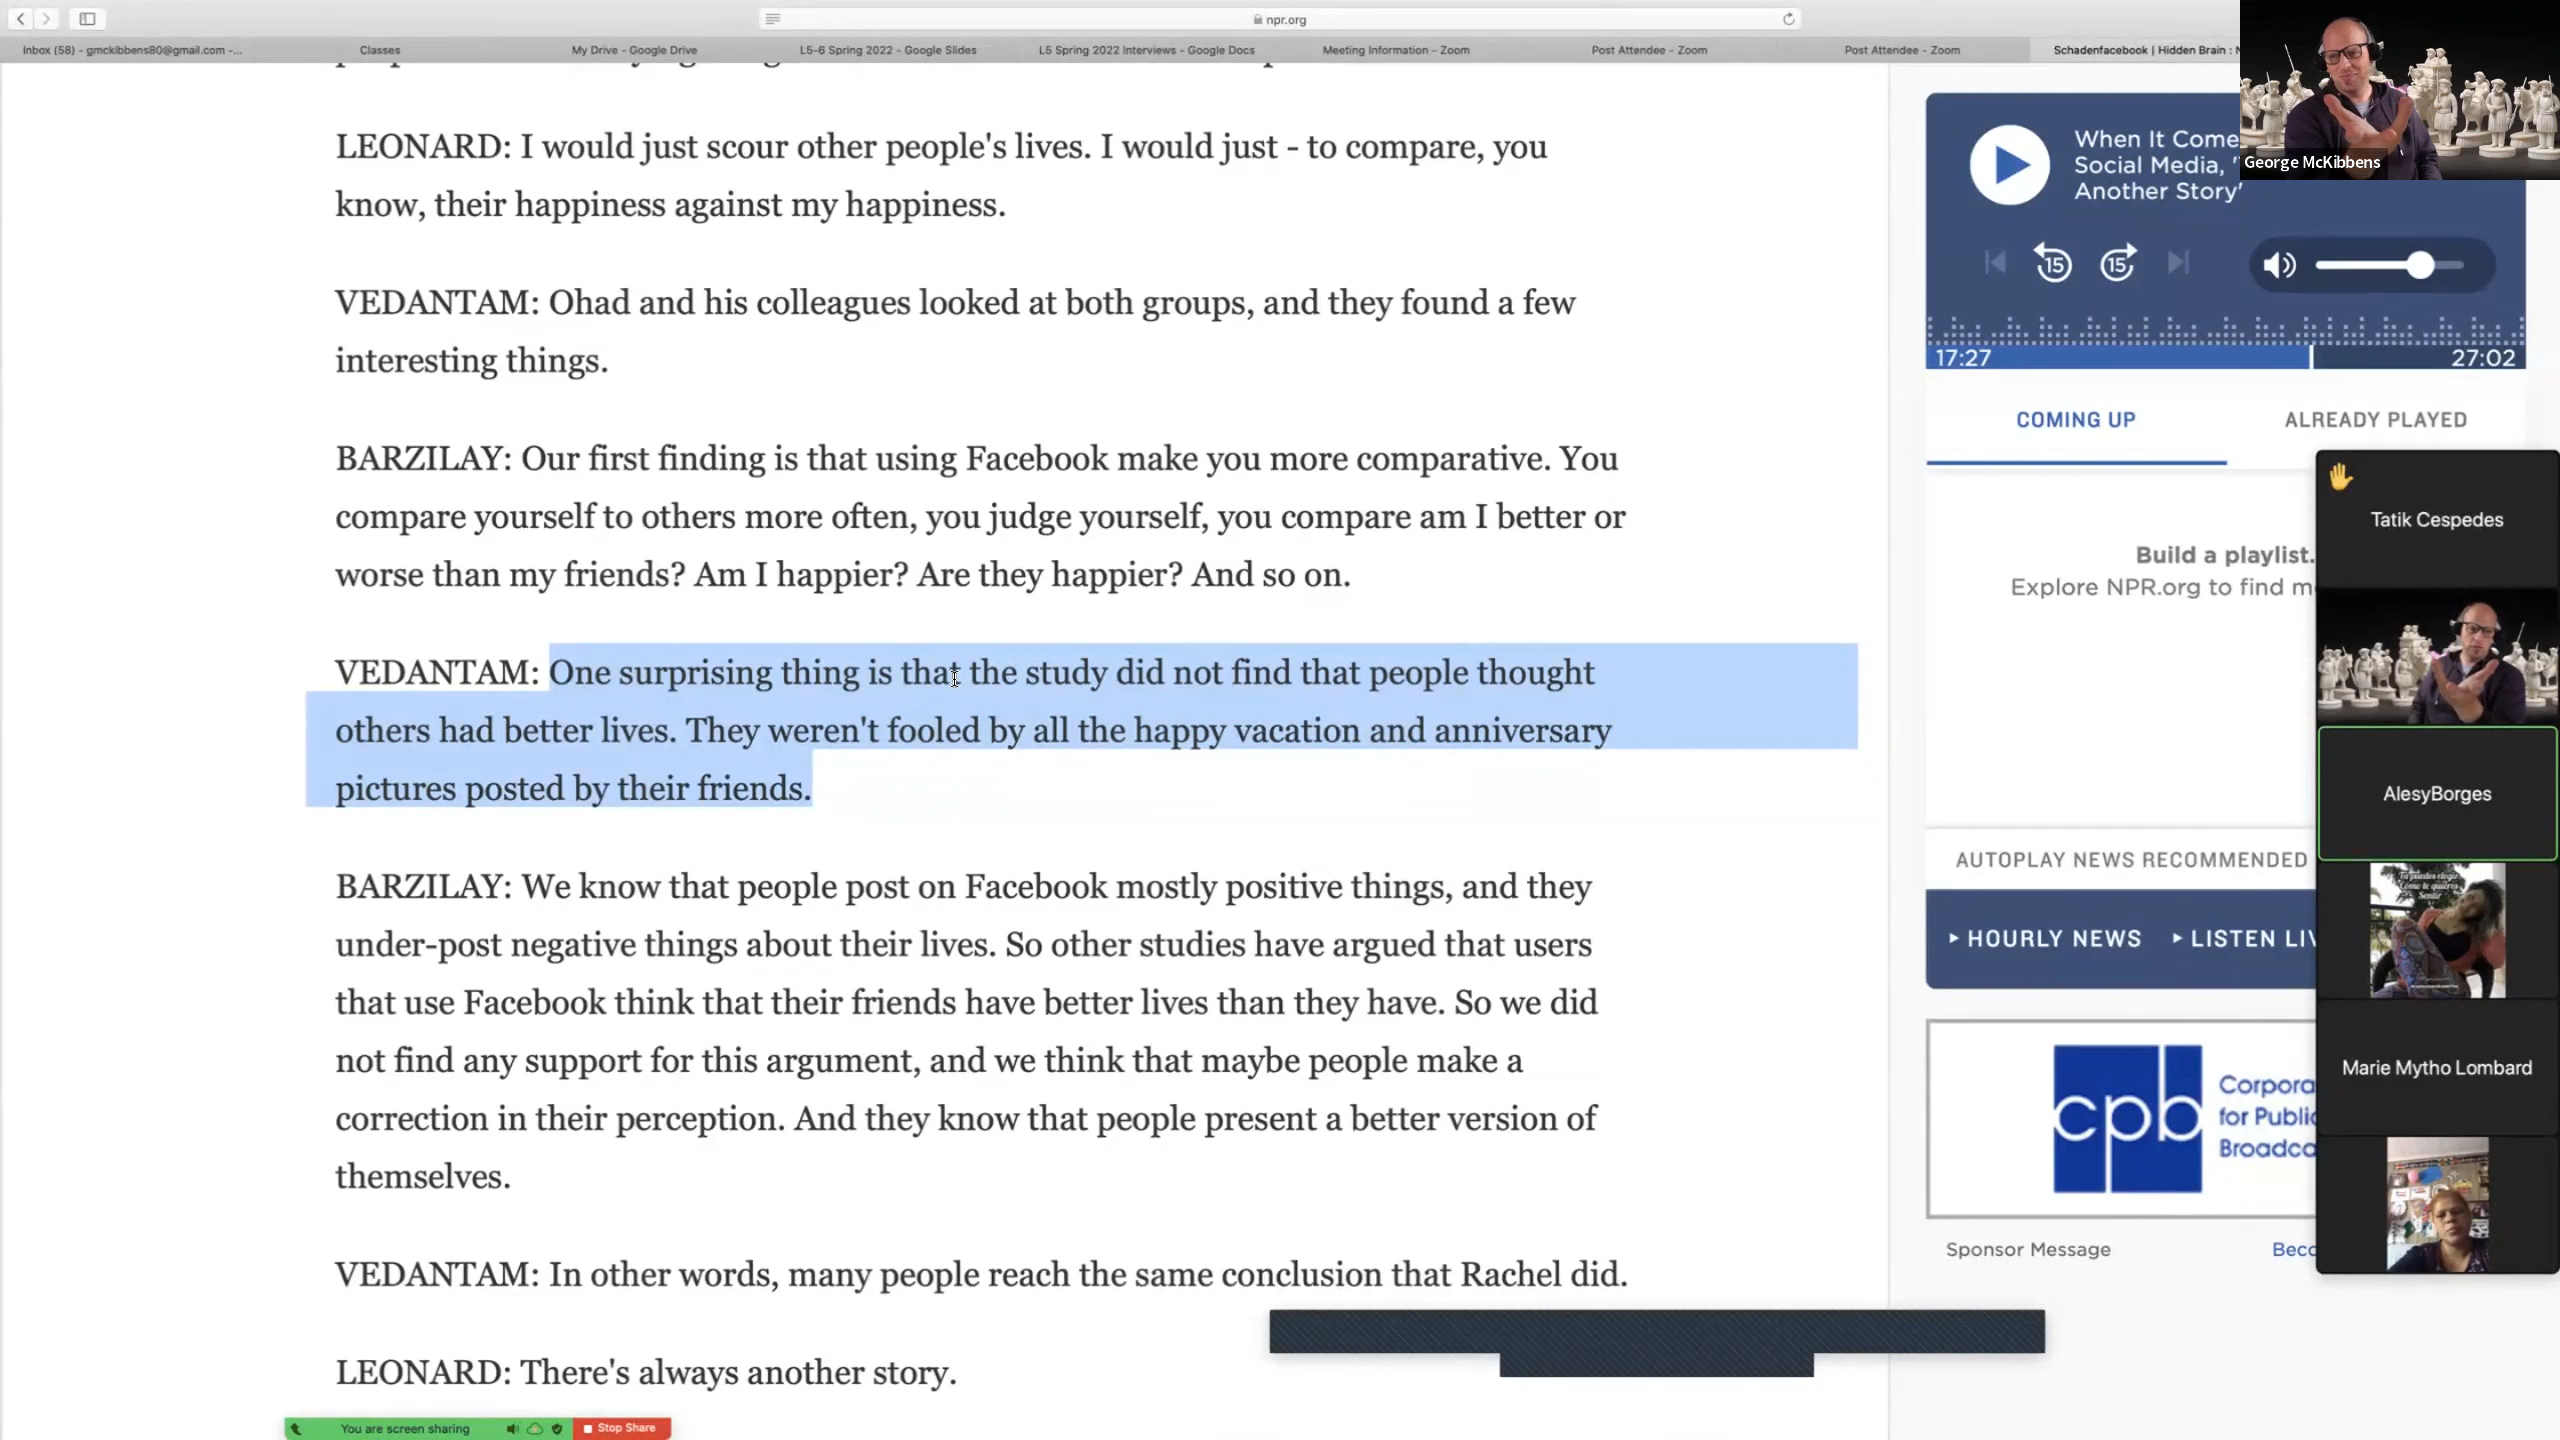 npr.org
Inbox (58) - gmckibbens80@gmail.com -...
Classes
My Drive - Google Drive
L5-6 Spring 2022 - Google Slides
L5 Spring 2022 Interviews - Google Docs
Meeting Information - Zoom
Post Attendee - Zoom
Post Attendee - Zoom
Schadenfacebook | Hidden Brain : N
LEONARD: I would just scour other people's lives. I would just - to compare, you
know, their happiness against my happiness.
VEDANTAM: Ohad and his colleagues looked at both groups, and they found a few
interesting things.
BARZILAY: Our first finding is that using Facebook make you more comparative. You
compare yourself to others more often, you judge yourself, you compare am I better or
worse than my friends? Am I happier? Are they happier? And so on.
VEDANTAM: One surprising thing is that the study did not find that people thought
others had better lives. They weren't fooled by all the happy vacation and anniversary
pictures posted by their friends.
BARZILAY: We know that people post on Facebook mostly positive things, and they
under-post negative things about their lives. So other studies have argued that users
that use Facebook think that their friends have better lives than they have. So we did
not find any support for this argument, and we think that maybe people make a
correction in their perception. And they know that people present a better version of
themselves.
VEDANTAM: In other words, many people reach the same conclusion that Rachel did.
LEONARD: There's always another story.
You are screen sharing
Stop Share
When It Come
Social Media, '
Another Story'
George McKibbens
15
15
17:27
27:02
COMING UP
ALREADY PLAYED
Build a playlist.
Explore NPR.org to find m
AUTOPLAY NEWS RECOMMENDED
HOURLY NEWS
LISTEN LIV
cpb
Corpora
for Public
Broadca
Sponsor Message
Beco
Tatik Cespedes
AlesyBorges
Tu puedes elegir
Como te quieres
Sentir
Marie Mytho Lombard